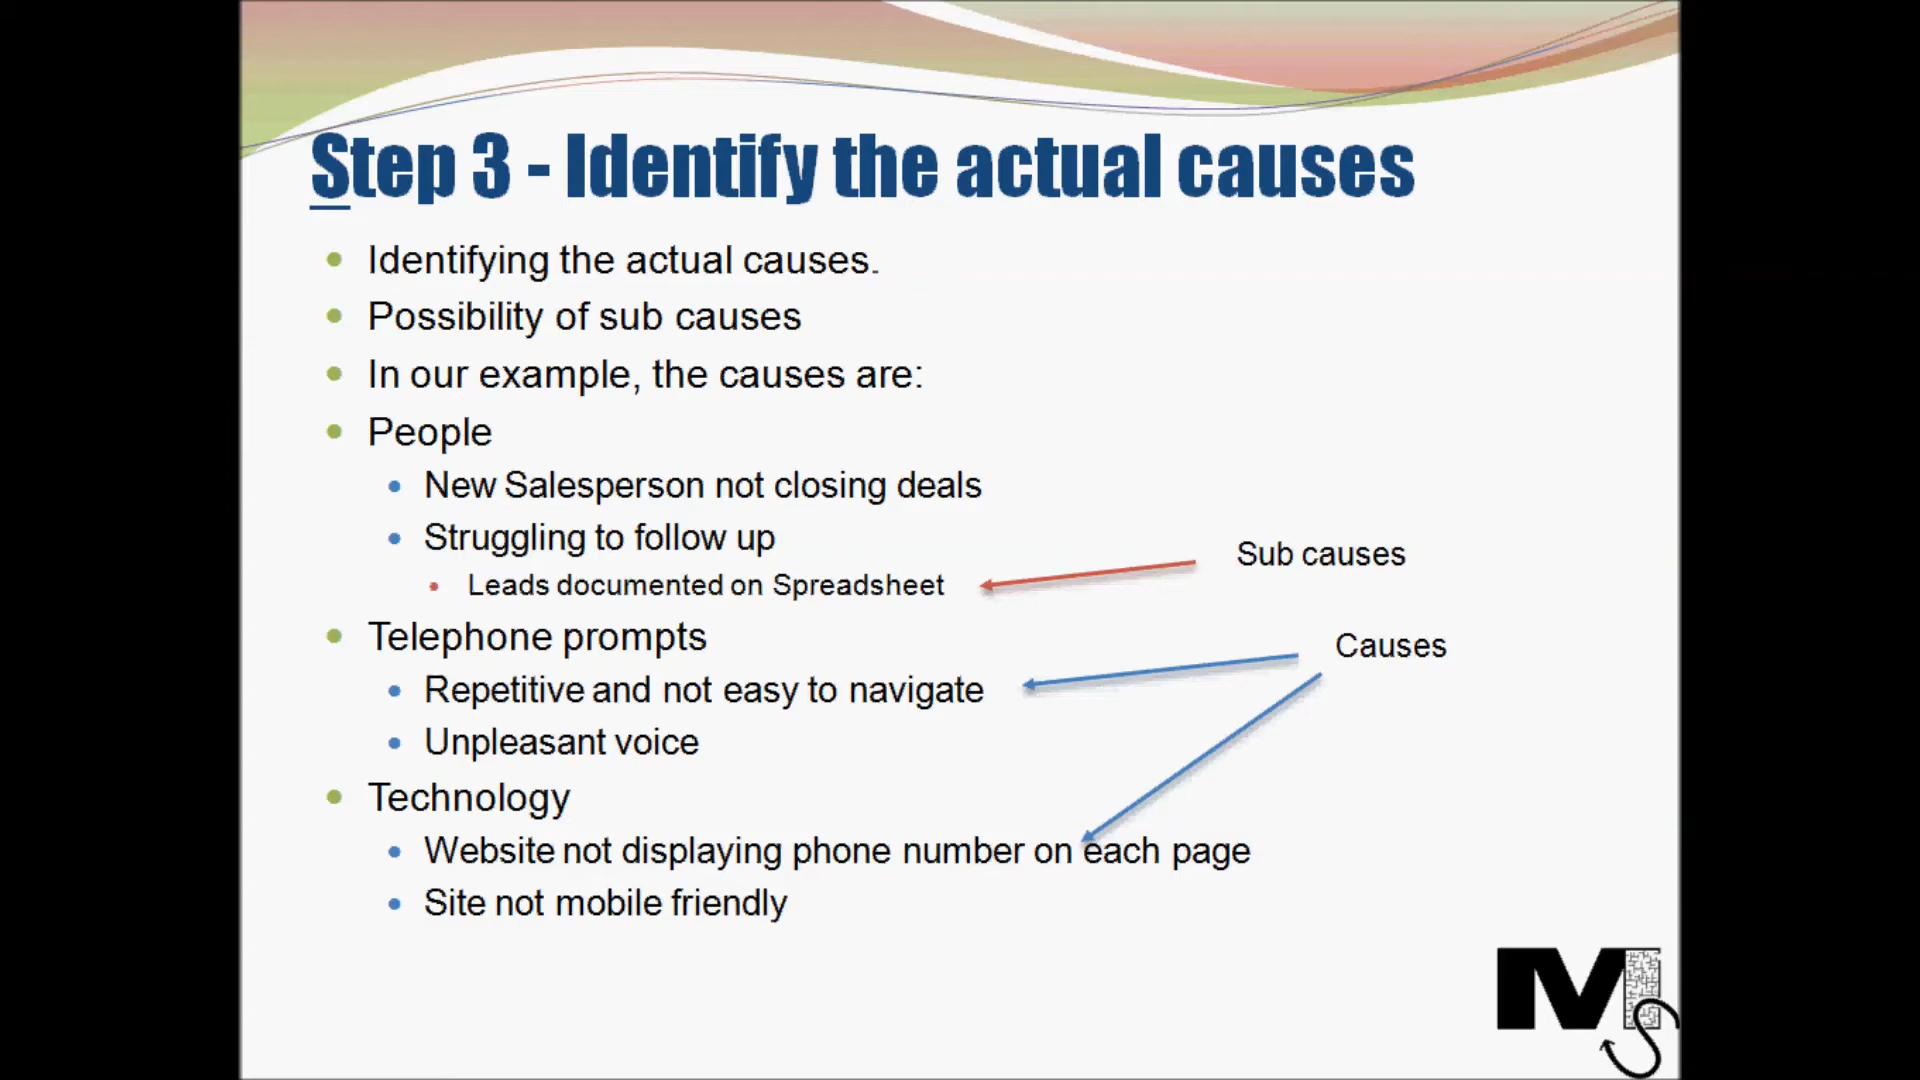 Step 3 - Identify the actual causes
Identifying the actual causes.
Possibility of sub causes
In our example, the causes are:
People
New Salesperson not closing deals
Struggling to follow up
Sub causes
Leads documented on Spreadsheet
Telephone prompts
Causes
Repetitive and not easy to navigate
Unpleasant voice
Technology
Website not displaying phone number on each page
Site not mobile friendly
MS